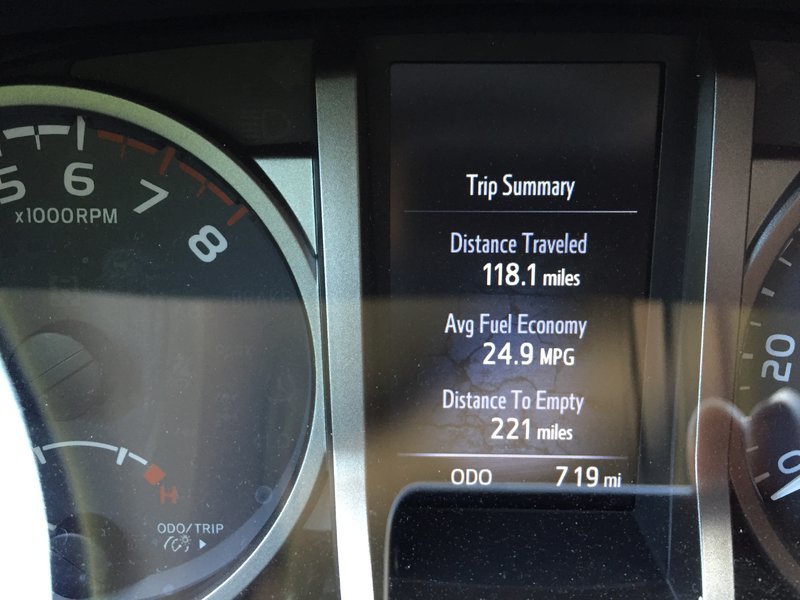 5
6
7
8
x1000RPM
H
ODO/TRIP
Trip Summary
Distance Traveled
118.1 miles
Avg Fuel Economy
24.9 MPG
Distance To Empty
221 miles
ODO 719 mi
20
0